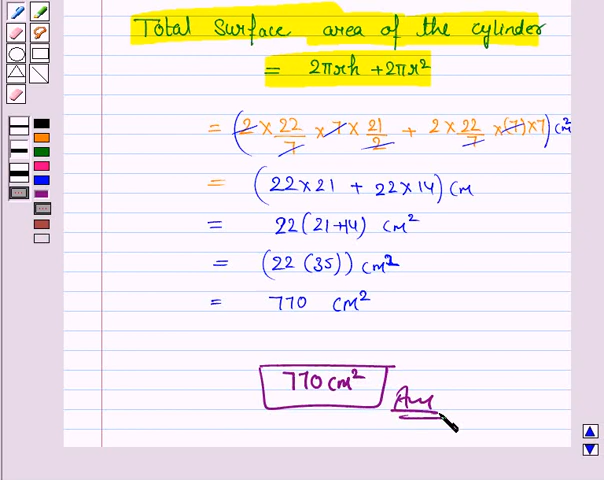 Total Surface area of the cylinder
= 2πrh + 2πr²
= (2 × 22/7 × 7 × 21/2 + 2 × 22/7 × (7) × 7) cm²
= (22 × 21 + 22 × 14) cm
= 22 (21 + 14) cm²
= (22 (35)) cm²
= 770 cm²
770 cm²
Ans